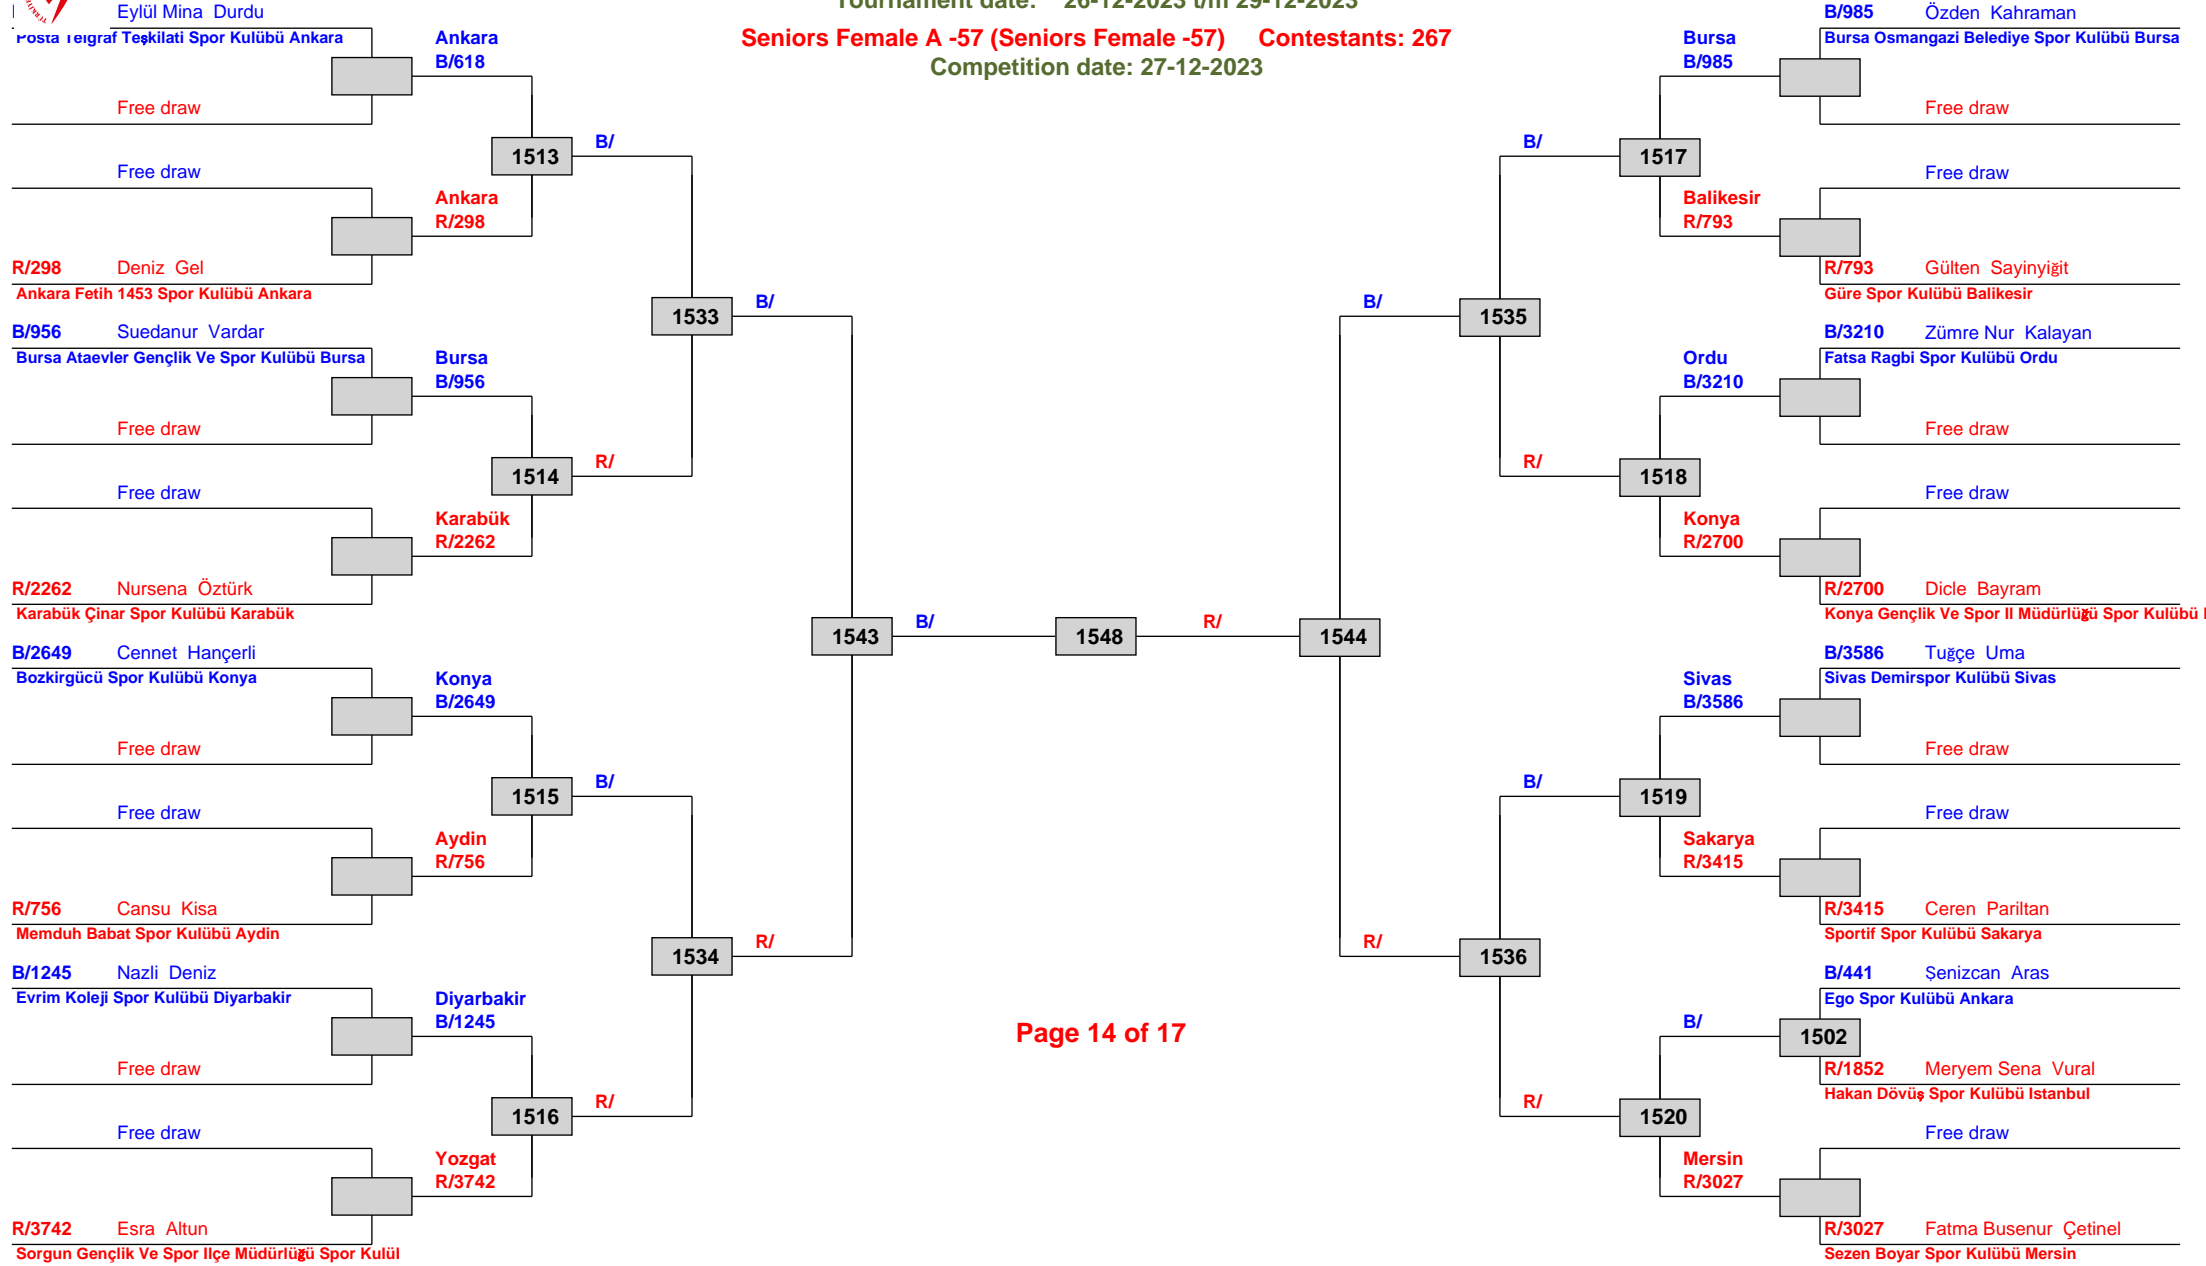 Tournament date: 26-12-2023 t/m 29-12-2023
Seniors Female A -57 (Seniors Female -57) Contestants: 267
Competition date: 27-12-2023
Eylül Mina Durdu
Posta Telgraf Teşkilati Spor Kulübü Ankara
Free draw
Free draw
R/298 Deniz Gel
Ankara Fetih 1453 Spor Kulübü Ankara
B/956 Suedanur Vardar
Bursa Ataevler Gençlik Ve Spor Kulübü Bursa
Free draw
Free draw
R/2262 Nursena Öztürk
Karabük Çinar Spor Kulübü Karabük
B/2649 Cennet Hançerli
Bozkirgücü Spor Kulübü Konya
Free draw
Free draw
R/756 Cansu Kisa
Memduh Babat Spor Kulübü Aydin
B/1245 Nazli Deniz
Evrim Koleji Spor Kulübü Diyarbakir
Free draw
Free draw
R/3742 Esra Altun
Sorgun Gençlik Ve Spor Ilçe Müdürlüğü Spor Kulül
Ankara
B/618
Ankara
R/298
Bursa
B/956
Karabük
R/2262
Konya
B/2649
Aydin
R/756
Diyarbakir
B/1245
Yozgat
R/3742
1513
1514
1515
1516
B/
R/
B/
R/
1533
1534
B/
R/
1543
B/
1548
R/
1544
B/
R/
1535
1536
B/
R/
B/
R/
1517
1518
1519
1520
Bursa
B/985
Balikesir
R/793
Ordu
B/3210
Konya
R/2700
Sivas
B/3586
Sakarya
R/3415
B/
1502
Mersin
R/3027
B/985 Özden Kahraman
Bursa Osmangazi Belediye Spor Kulübü Bursa
Free draw
Free draw
R/793 Gülten Sayinyiğit
Güre Spor Kulübü Balikesir
B/3210 Zümre Nur Kalayan
Fatsa Ragbi Spor Kulübü Ordu
Free draw
Free draw
R/2700 Dicle Bayram
Konya Gençlik Ve Spor Il Müdürlüğü Spor Kulübü
B/3586 Tuğçe Uma
Sivas Demirspor Kulübü Sivas
Free draw
Free draw
R/3415 Ceren Pariltan
Sportif Spor Kulübü Sakarya
B/441 Şenizcan Aras
Ego Spor Kulübü Ankara
R/1852 Meryem Sena Vural
Hakan Dövüş Spor Kulübü Istanbul
Free draw
R/3027 Fatma Busenur Çetinel
Sezen Boyar Spor Kulübü Mersin
Page 14 of 17